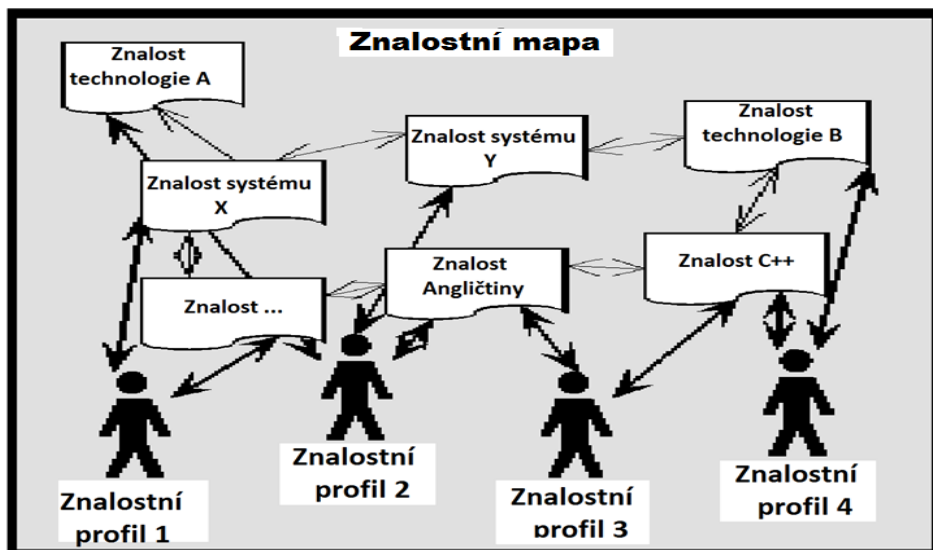 Znalostní mapa
Znalost
technologie A
Znalost systému
Y
Znalost
technologie B
Znalost systému
X
Znalost ...
Znalost
Angličtiny
Znalost C++
Znalostní
profil 1
Znalostní
profil 2
Znalostní
profil 3
Znalostní
profil 4